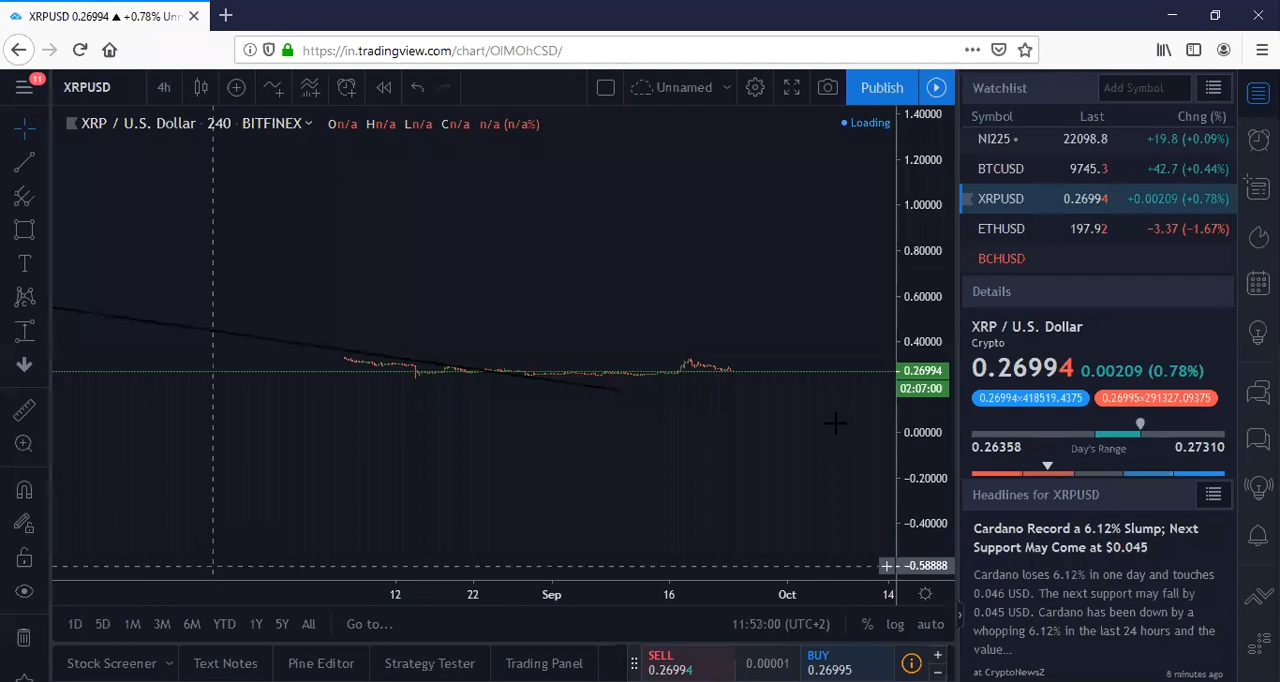 XRPUSD 0.26994 ▲ +0.78% Unr
https://in.tradingview.com/chart/OIMOhCSD/
11
XRPUSD 4h Unnamed Publish
XRP / U.S. Dollar · 240 · BITFINEX On/a Hn/a Ln/a Cn/a n/a (n/a%)
Loading
1.40000
1.20000
1.00000
0.80000
0.60000
0.40000
0.26994
02:07:00
0.00000
−0.20000
−0.40000
−0.58888
12 22 Sep 16 Oct 14
1D 5D 1M 3M 6M YTD 1Y 5Y All Go to... 11:53:00 (UTC+2) % log auto
Stock Screener Text Notes Pine Editor Strategy Tester Trading Panel
SELL
0.26994
0.00001
BUY
0.26995
Watchlist Add Symbol
Symbol Last Chng (%)
NI225 22098.8 +19.8 (+0.09%)
BTCUSD 9745.3 +42.7 (+0.44%)
XRPUSD 0.26994 +0.00209 (+0.78%)
ETHUSD 197.92 −3.37 (−1.67%)
BCHUSD
Details
XRP / U.S. Dollar
Crypto
0.26994 0.00209 (0.78%)
0.26994x418519.4375 0.26995x291327.09375
0.26358 Day's Range 0.27310
Headlines for XRPUSD
Cardano Record a 6.12% Slump; Next
Support May Come at $0.045
Cardano loses 6.12% in one day and touches
0.046 USD. The next support may fall by
0.045 USD. Cardano has been down by a
whopping 6.12% in the last 24 hours and the
value...
at CryptoNewsZ 8 minutes ago